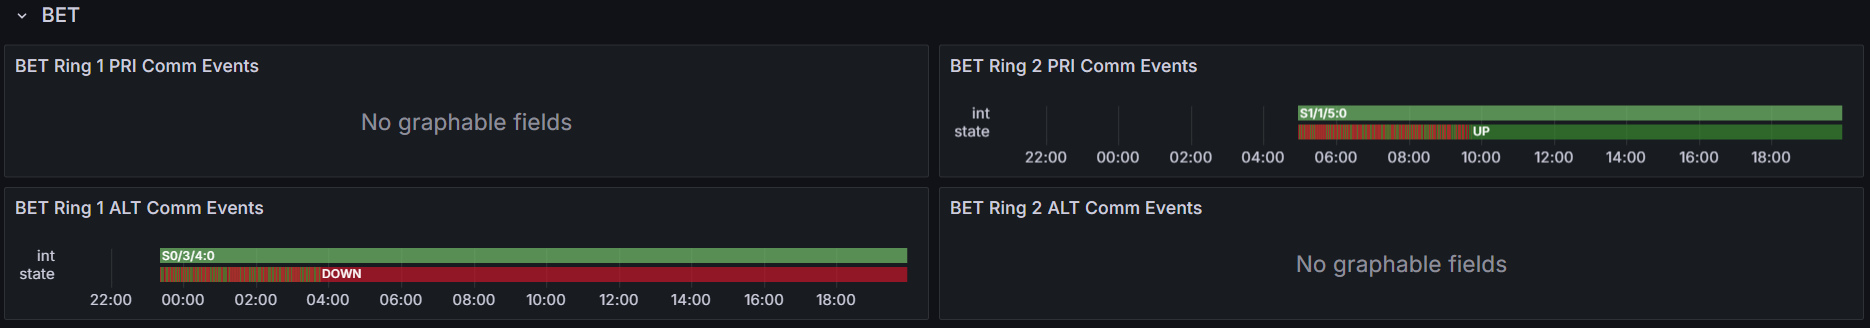 BET
BET Ring 1 PRI Comm Events
No graphable fields
BET Ring 2 PRI Comm Events
int
S1/1/5:0
state
UP
22:00 00:00 02:00 04:00 06:00 08:00 10:00 12:00 14:00 16:00 18:00
BET Ring 1 ALT Comm Events
int
S0/3/4:0
state
DOWN
22:00 00:00 02:00 04:00 06:00 08:00 10:00 12:00 14:00 16:00 18:00
BET Ring 2 ALT Comm Events
No graphable fields